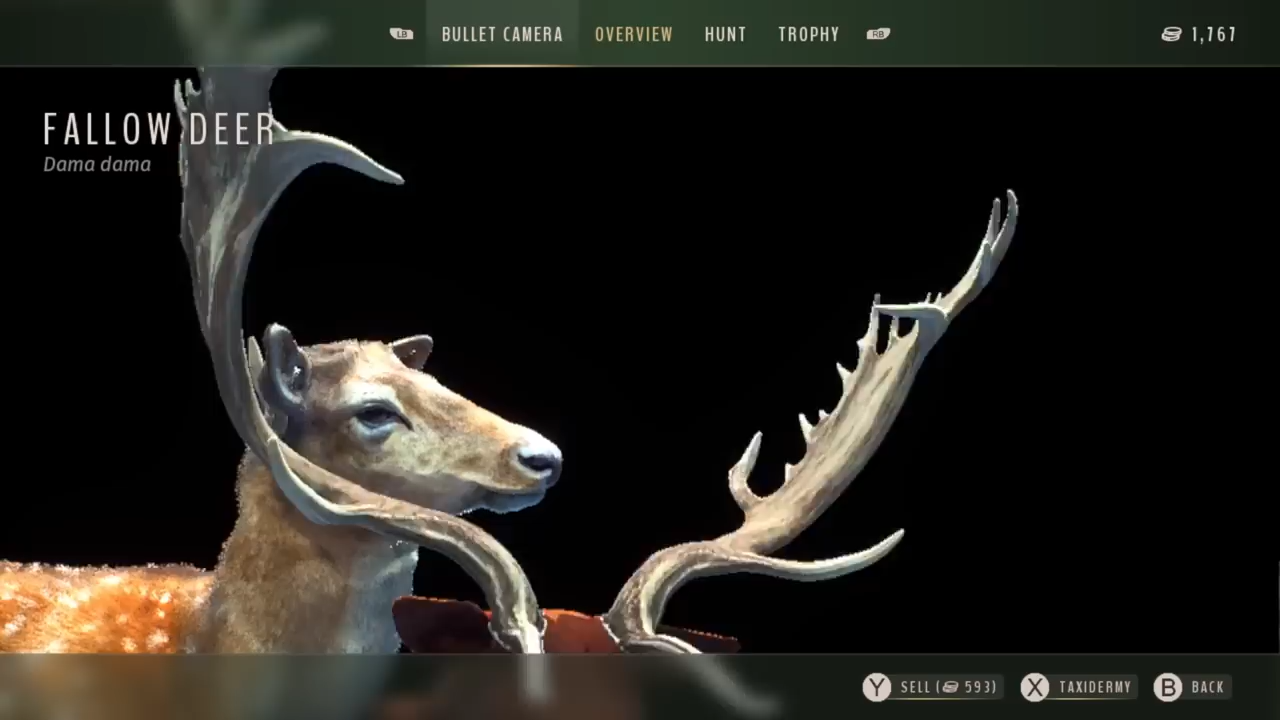 LB BULLET CAMERA OVERVIEW HUNT TROPHY RB 1,767
FALLOW DEER
Dama dama
Y SELL (593) X TAXIDERMY B BACK